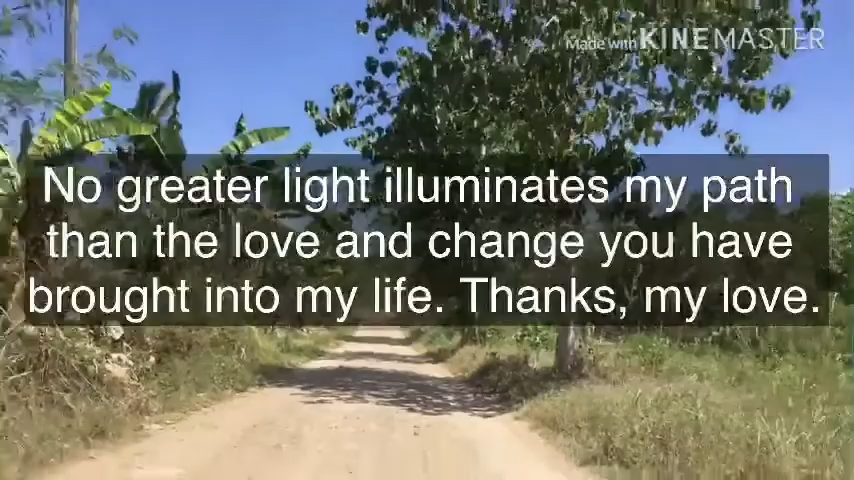 Made with KINEMASTER
No greater light illuminates my path
than the love and change you have
brought into my life. Thanks, my love.